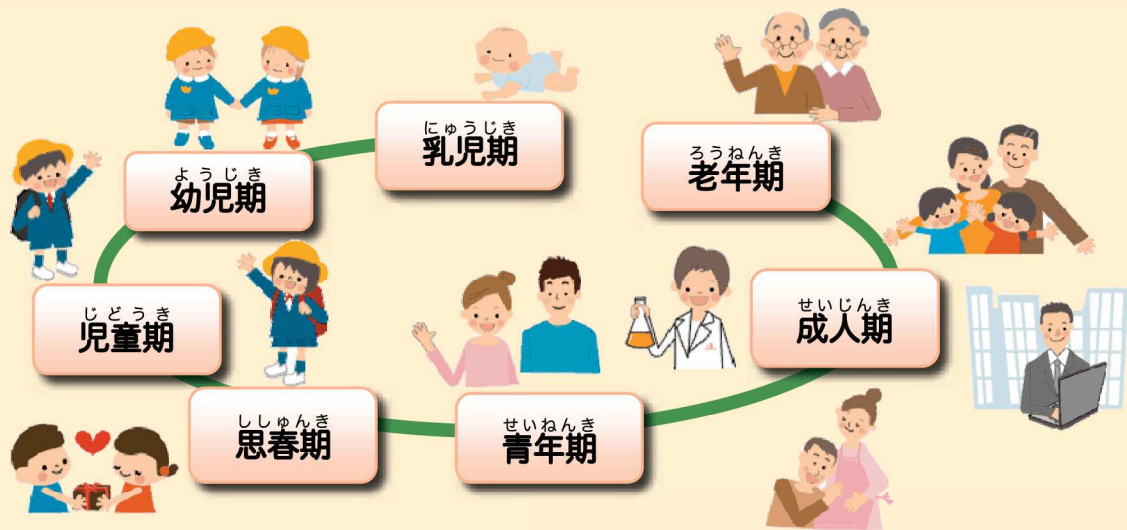 にゅうじき
乳児期
ようじき
幼児期
じどうき
児童期
ししゅんき
思春期
せいねんき
青年期
せいじんき
成人期
ろうねんき
老年期